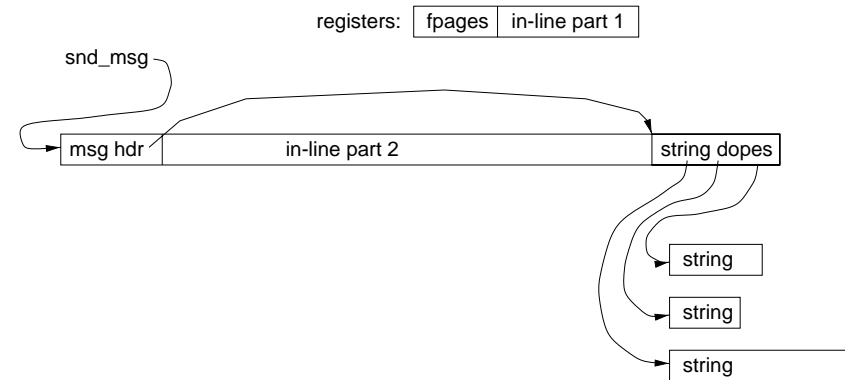 registers: fpages in-line part 1
snd_msg
msg hdr in-line part 2 string dopes
string
string
string